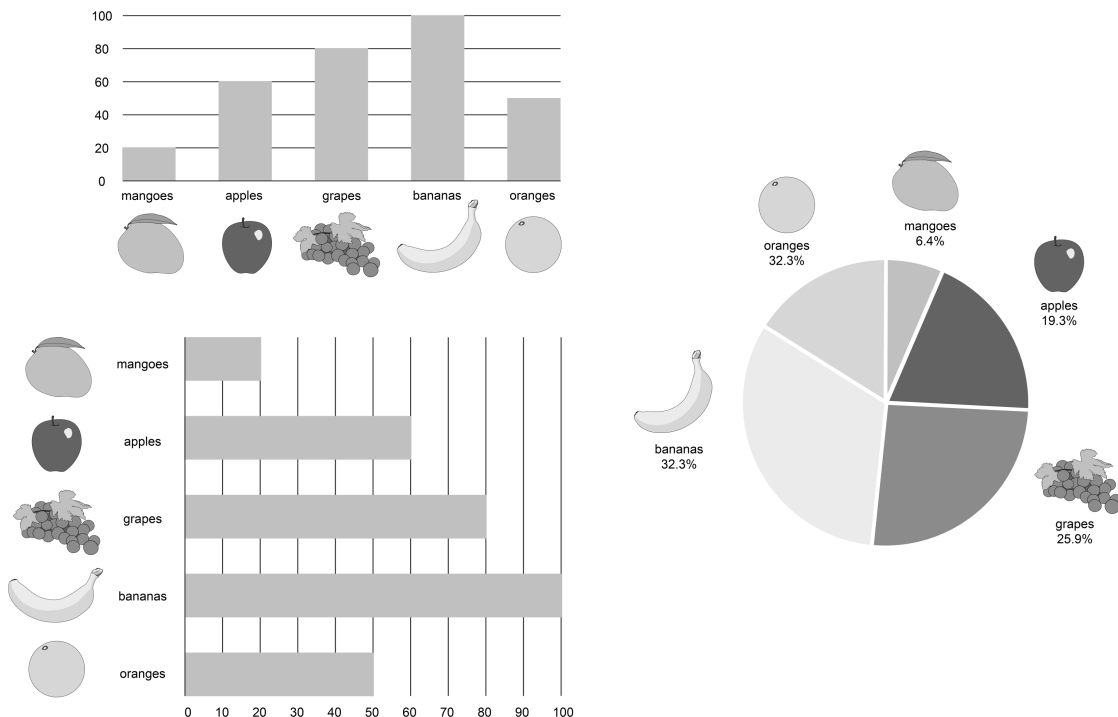 100
80
60
40
20
0
mangoes apples grapes bananas oranges
mangoes
apples
grapes
bananas
oranges
0 10 20 30 40 50 60 70 80 90 100
oranges
32.3%
mangoes
6.4%
apples
19.3%
bananas
32.3%
grapes
25.9%